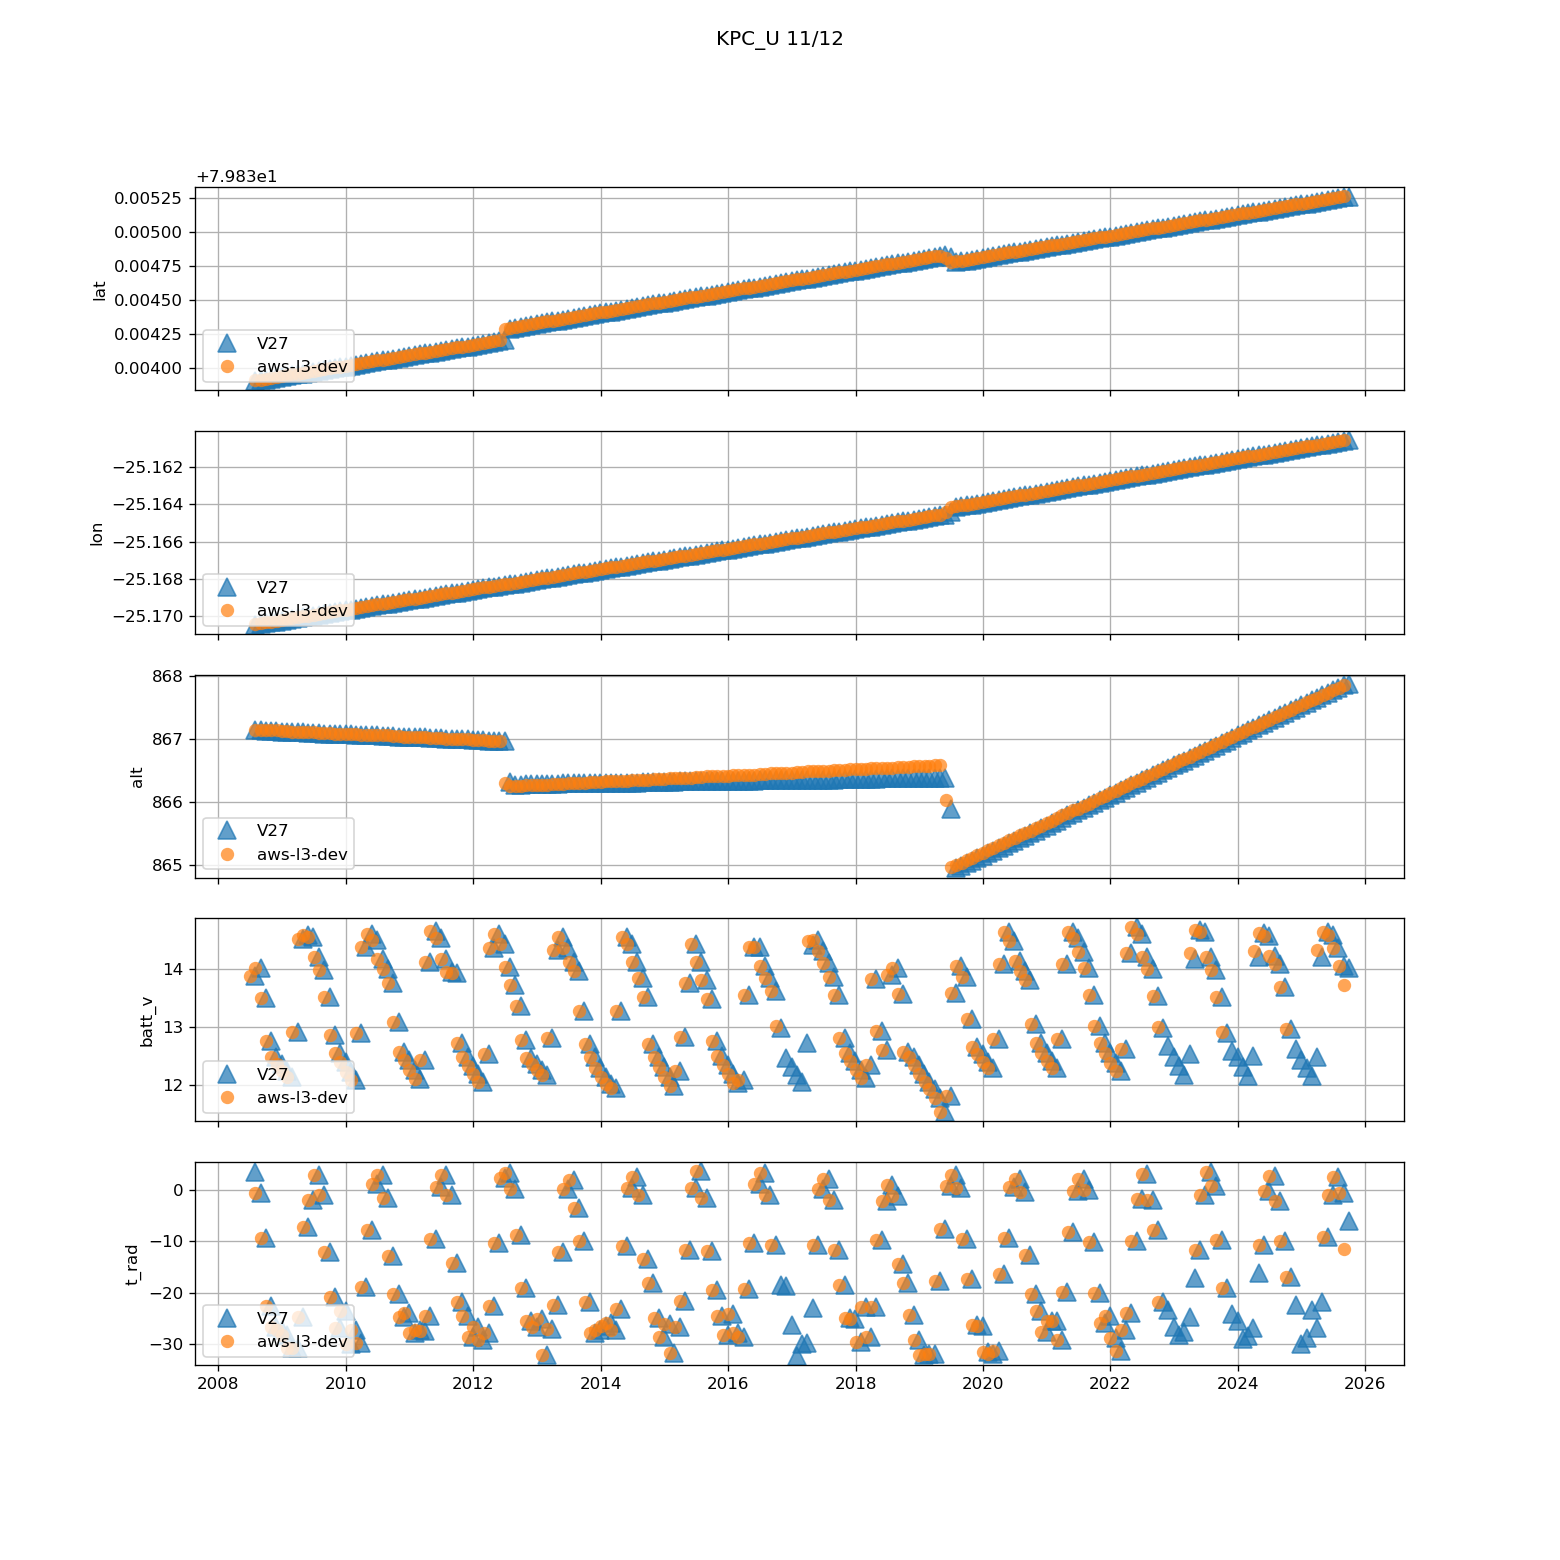 KPC_U 11/12
+7.983e1
0.00525
0.00500
0.00475
0.00450
0.00425
0.00400
lat
V27
aws-l3-dev
−25.162
−25.164
−25.166
−25.168
−25.170
lon
V27
aws-l3-dev
868
867
866
865
alt
V27
aws-l3-dev
14
13
12
batt_v
V27
aws-l3-dev
0
−10
−20
−30
t_rad
V27
aws-l3-dev
2008 2010 2012 2014 2016 2018 2020 2022 2024 2026